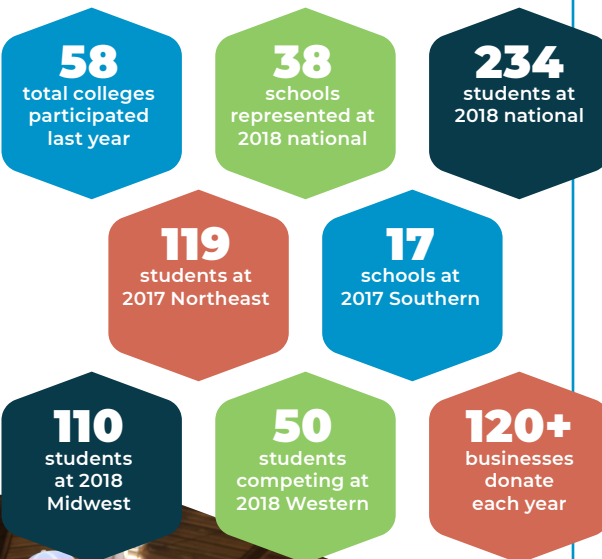 58
total colleges
participated
last year
38
schools
represented at
2018 national
234
students at
2018 national
119
students at
2017 Northeast
17
schools at
2017 Southern
110
students
at 2018
Midwest
50
students
competing at
2018 Western
120+
businesses
donate
each year